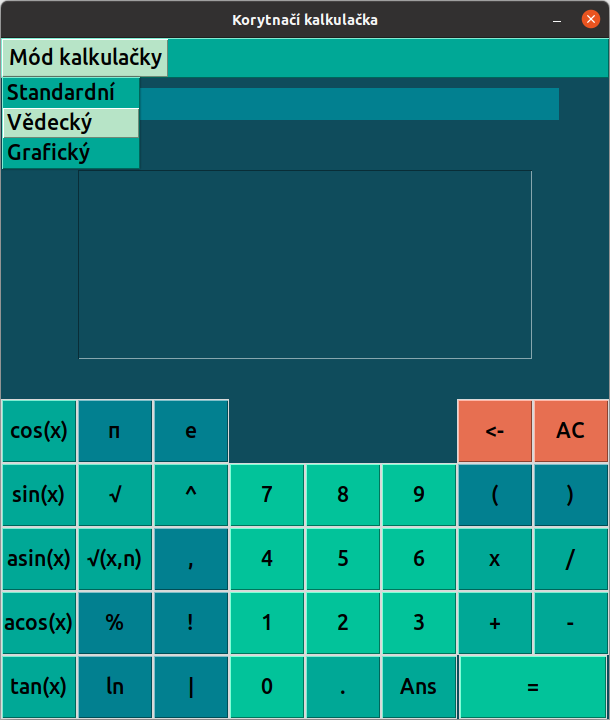 Korytnačí kalkulačka
Mód kalkulačky
Standardní
Vědecký
Grafický
cos(x) π e <- AC
sin(x) √ ^ 7 8 9 ( )
asin(x) √(x,n) , 4 5 6 x /
acos(x) % ! 1 2 3 + -
tan(x) ln | 0 . Ans =